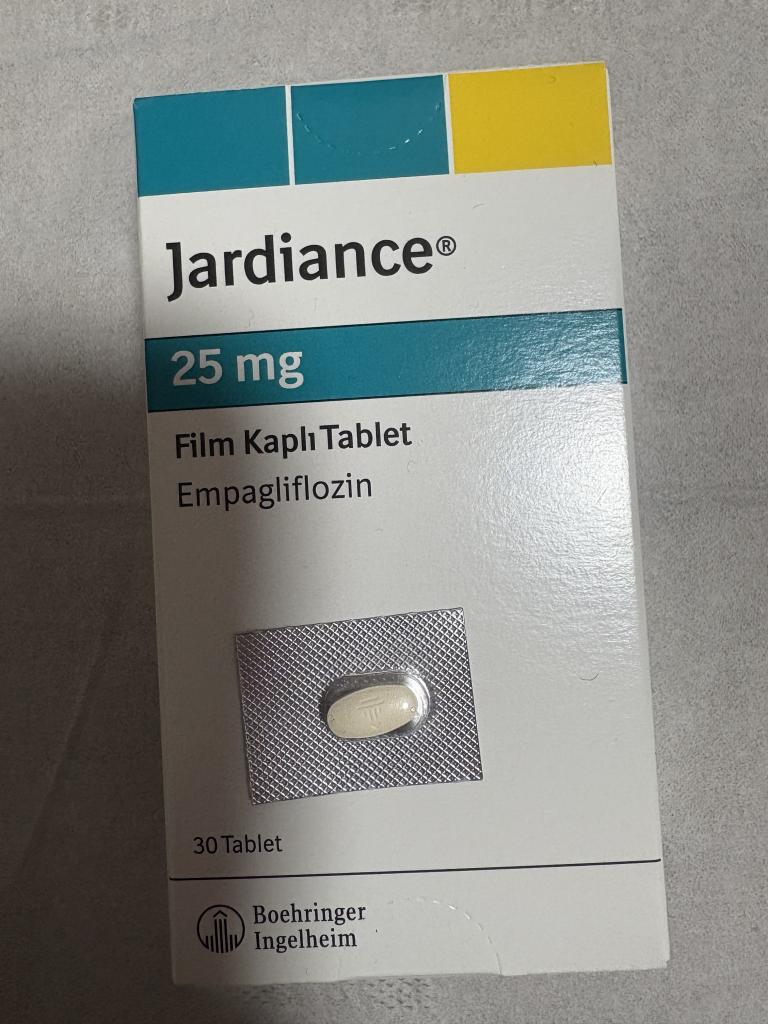 Jardiance®
25 mg
Film Kaplı Tablet
Empagliflozin
30 Tablet
Boehringer
Ingelheim